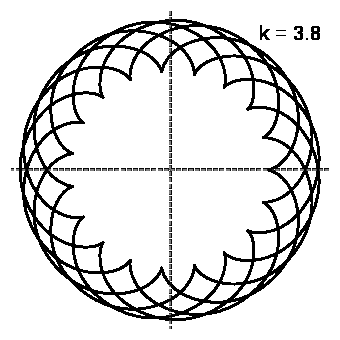 k = 3.8